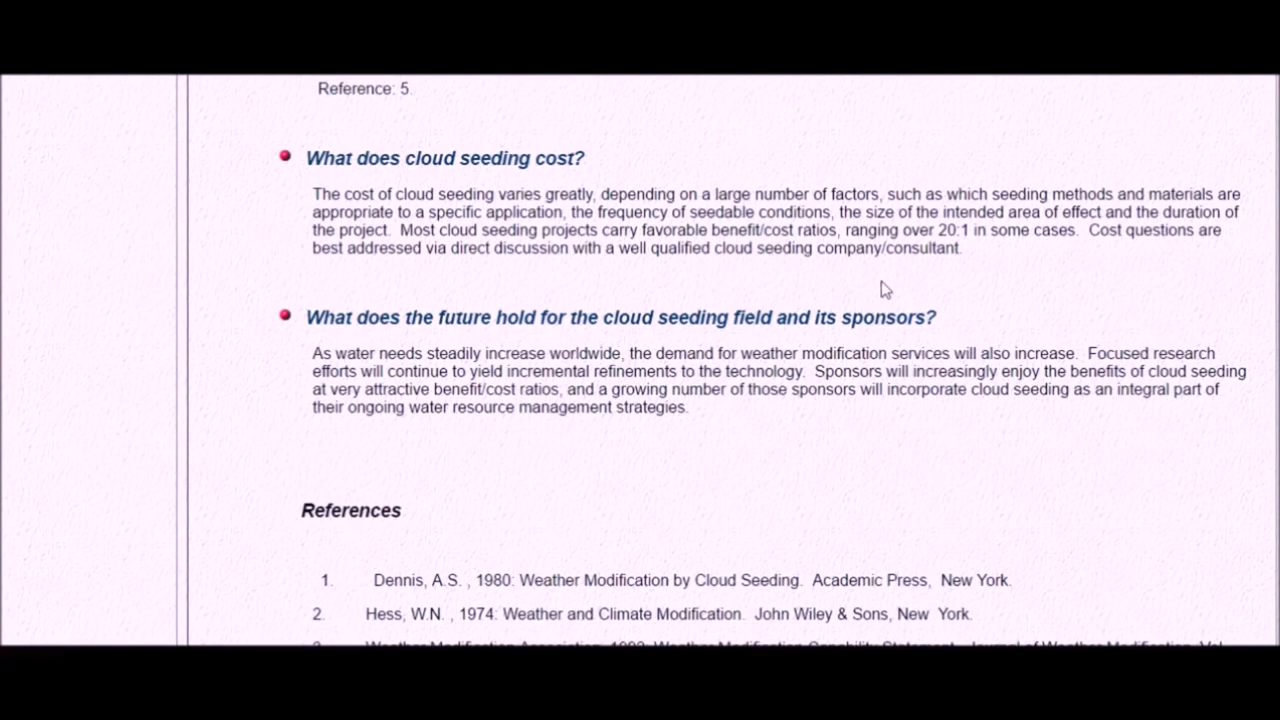 Reference: 5.
What does cloud seeding cost?
The cost of cloud seeding varies greatly, depending on a large number of factors, such as which seeding methods and materials are
appropriate to a specific application, the frequency of seedable conditions, the size of the intended area of effect and the duration of
the project. Most cloud seeding projects carry favorable benefit/cost ratios, ranging over 20:1 in some cases. Cost questions are
best addressed via direct discussion with a well qualified cloud seeding company/consultant.
What does the future hold for the cloud seeding field and its sponsors?
As water needs steadily increase worldwide, the demand for weather modification services will also increase. Focused research
efforts will continue to yield incremental refinements to the technology. Sponsors will increasingly enjoy the benefits of cloud seeding
at very attractive benefit/cost ratios, and a growing number of those sponsors will incorporate cloud seeding as an integral part of
their ongoing water resource management strategies.
References
1. Dennis, A.S. , 1980: Weather Modification by Cloud Seeding. Academic Press, New York.
2. Hess, W.N. , 1974: Weather and Climate Modification. John Wiley & Sons, New York.